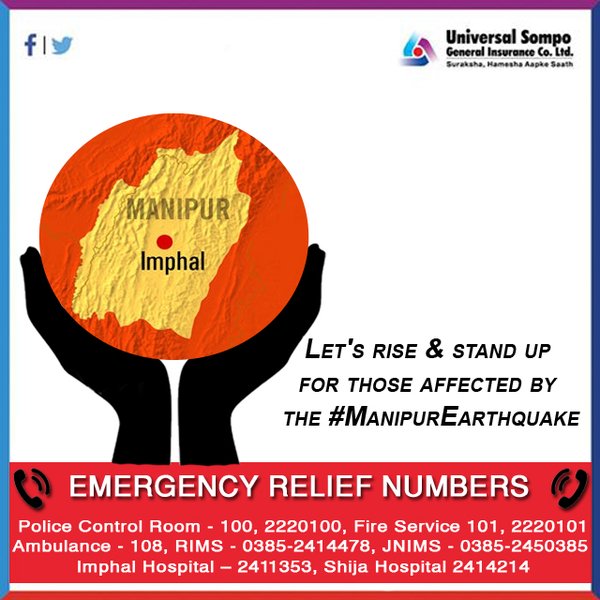 f | 
Universal Sompo
General Insurance Co. Ltd.
Suraksha, Hamesha Aapke Saath
MANIPUR
Imphal
LET'S RISE & STAND UP
FOR THOSE AFFECTED BY
THE #MANIPUREARTHQUAKE
EMERGENCY RELIEF NUMBERS
Police Control Room - 100, 2220100, Fire Service 101, 2220101
Ambulance - 108, RIMS - 0385-2414478, JNIMS - 0385-2450385
Imphal Hospital – 2411353, Shija Hospital 2414214